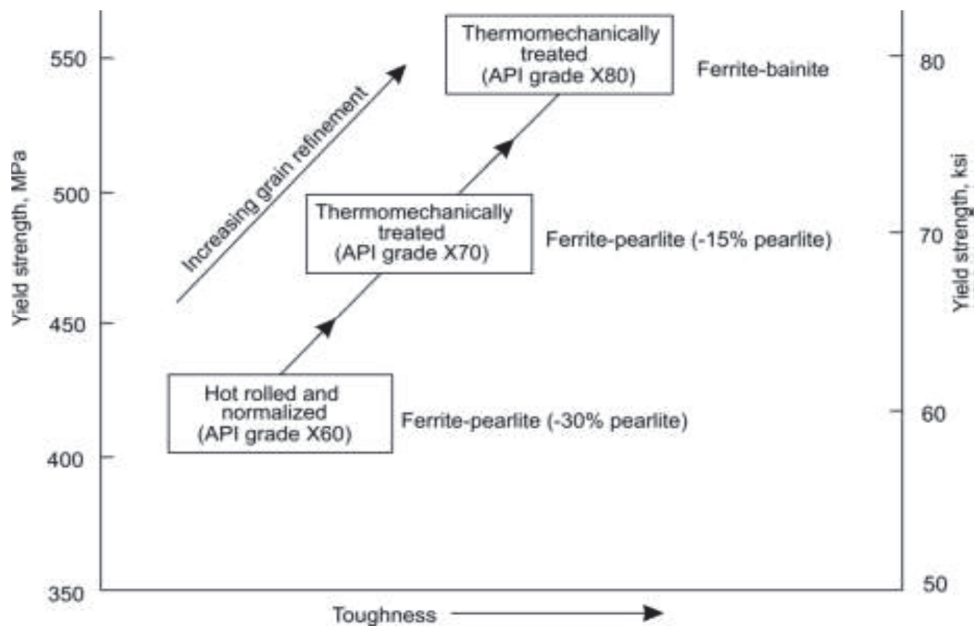 Thermomechanically
treated
(API grade X80)
Ferrite-bainite
Increasing grain refinement
Thermomechanically
treated
(API grade X70)
Ferrite-pearlite (-15% pearlite)
Hot rolled and
normalized
(API grade X60)
Ferrite-pearlite (-30% pearlite)
Yield strength, MPa
550
500
450
400
350
Yield strength, ksi
80
70
60
50
Toughness